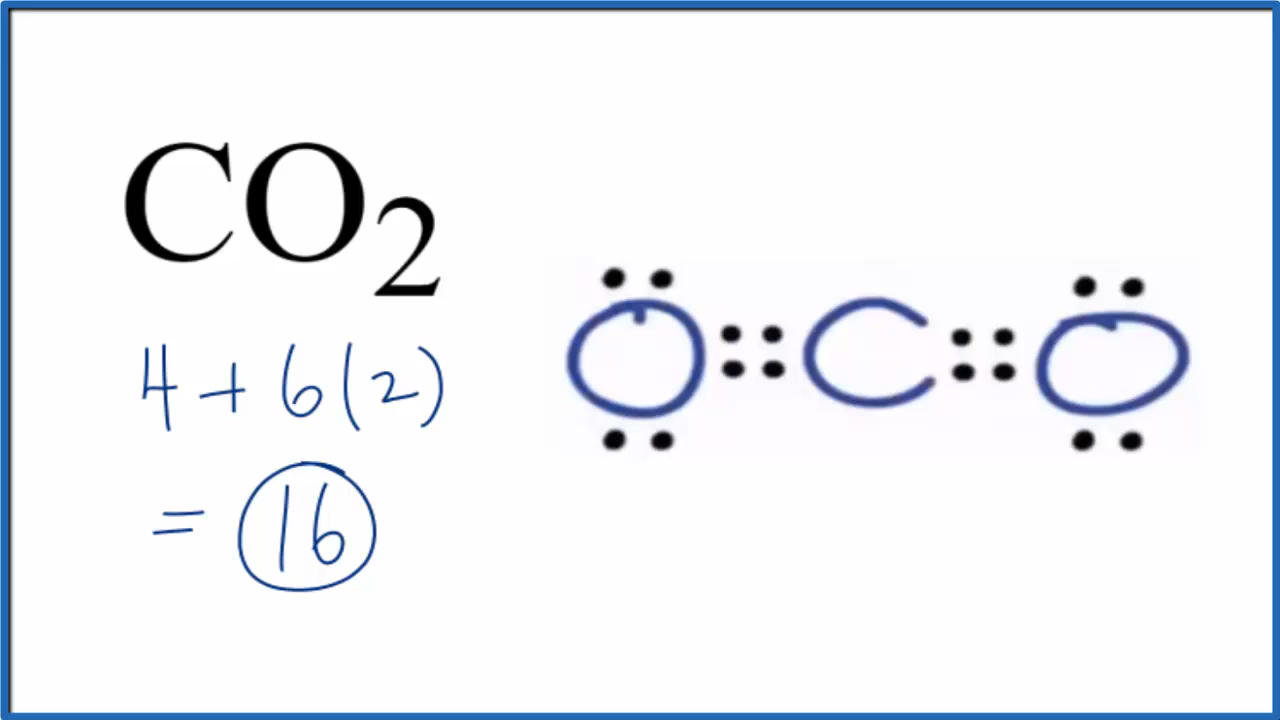 CO₂
4 + 6(2)
= 16
O :: C :: O